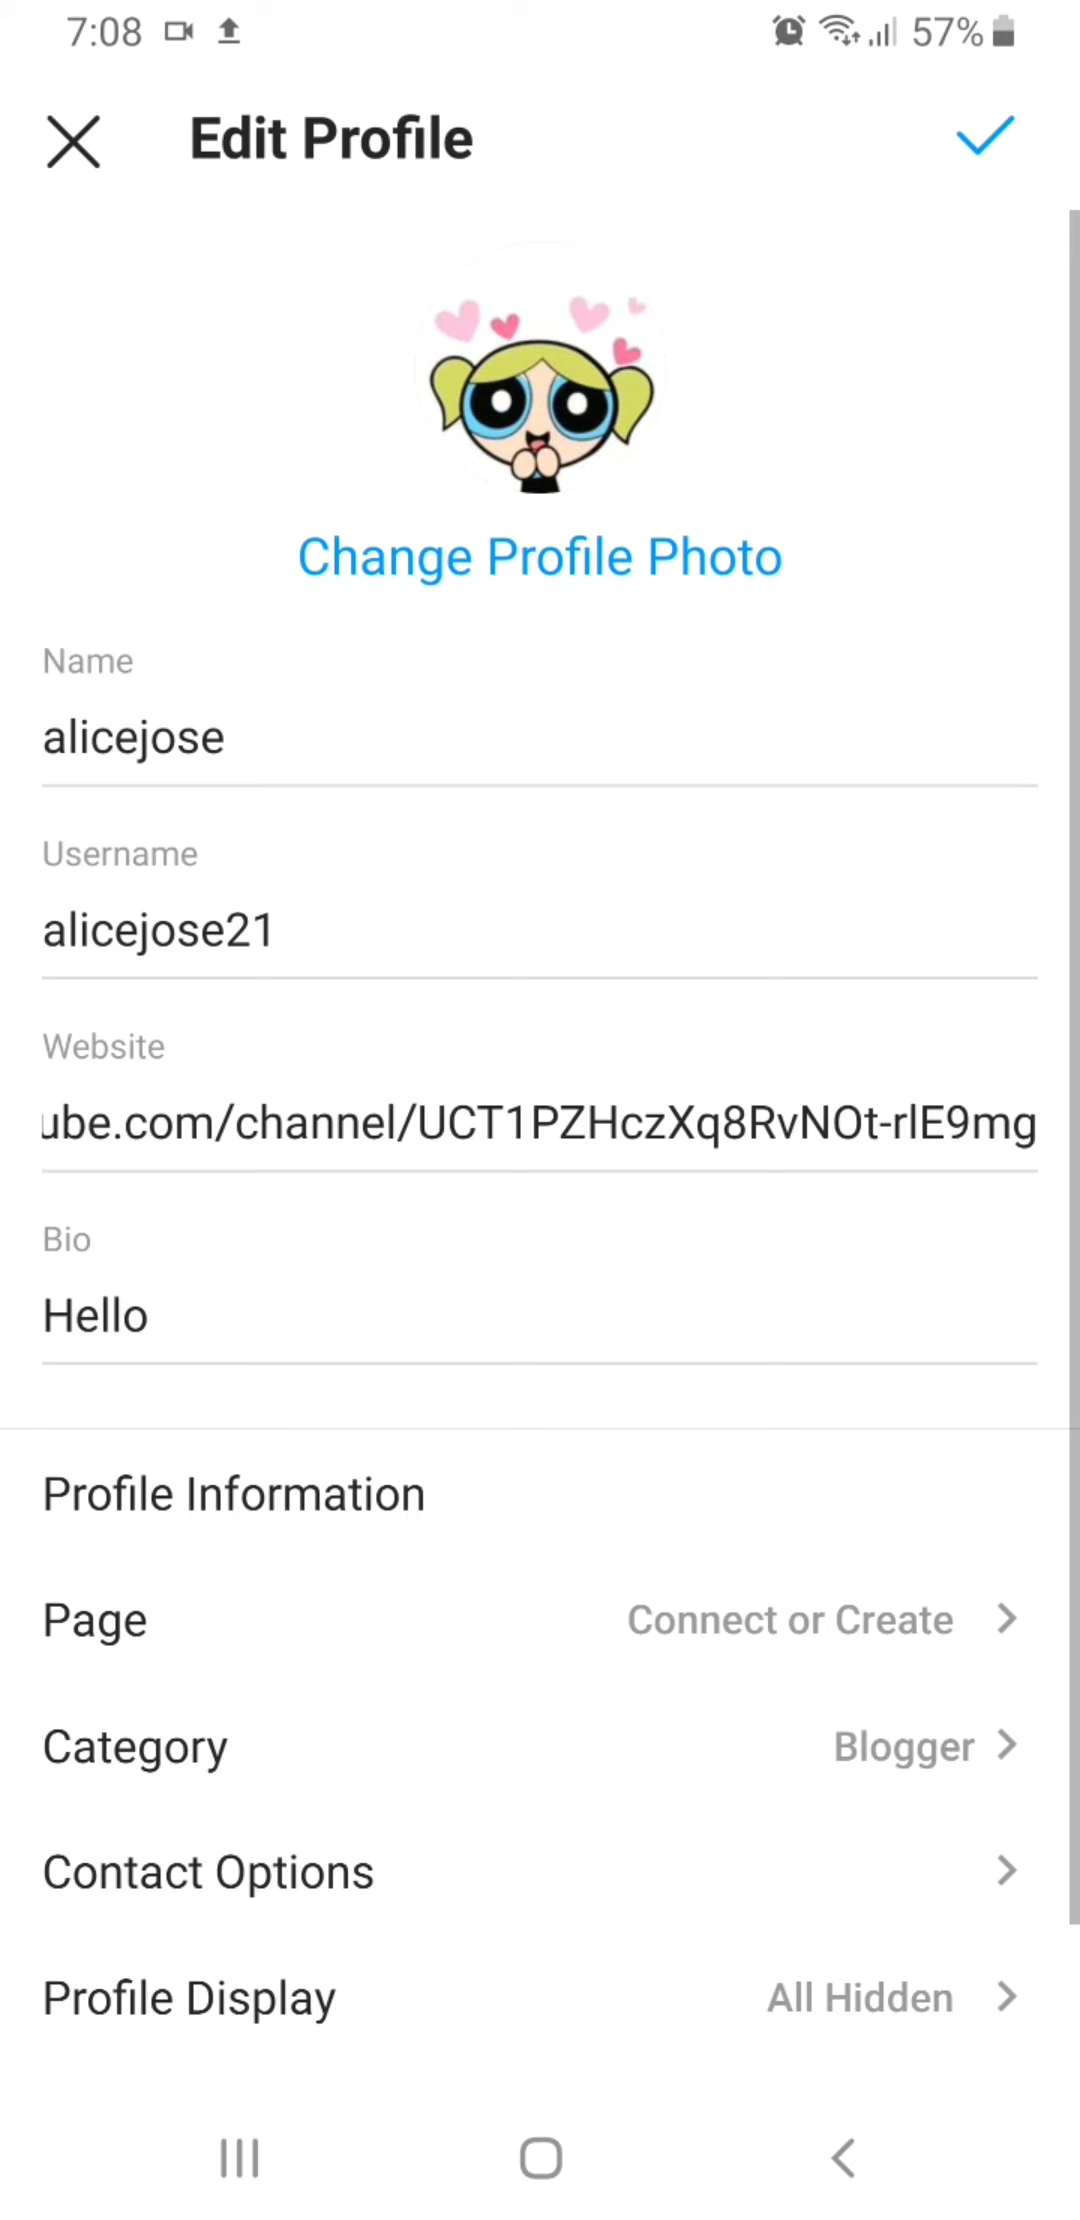 7:08 57%
Edit Profile
Change Profile Photo
Name
alicejose
Username
alicejose21
Website
ube.com/channel/UCT1PZHczXq8RvNOt-rlE9mg
Bio
Hello
Profile Information
Page Connect or Create
Category Blogger
Contact Options
Profile Display All Hidden